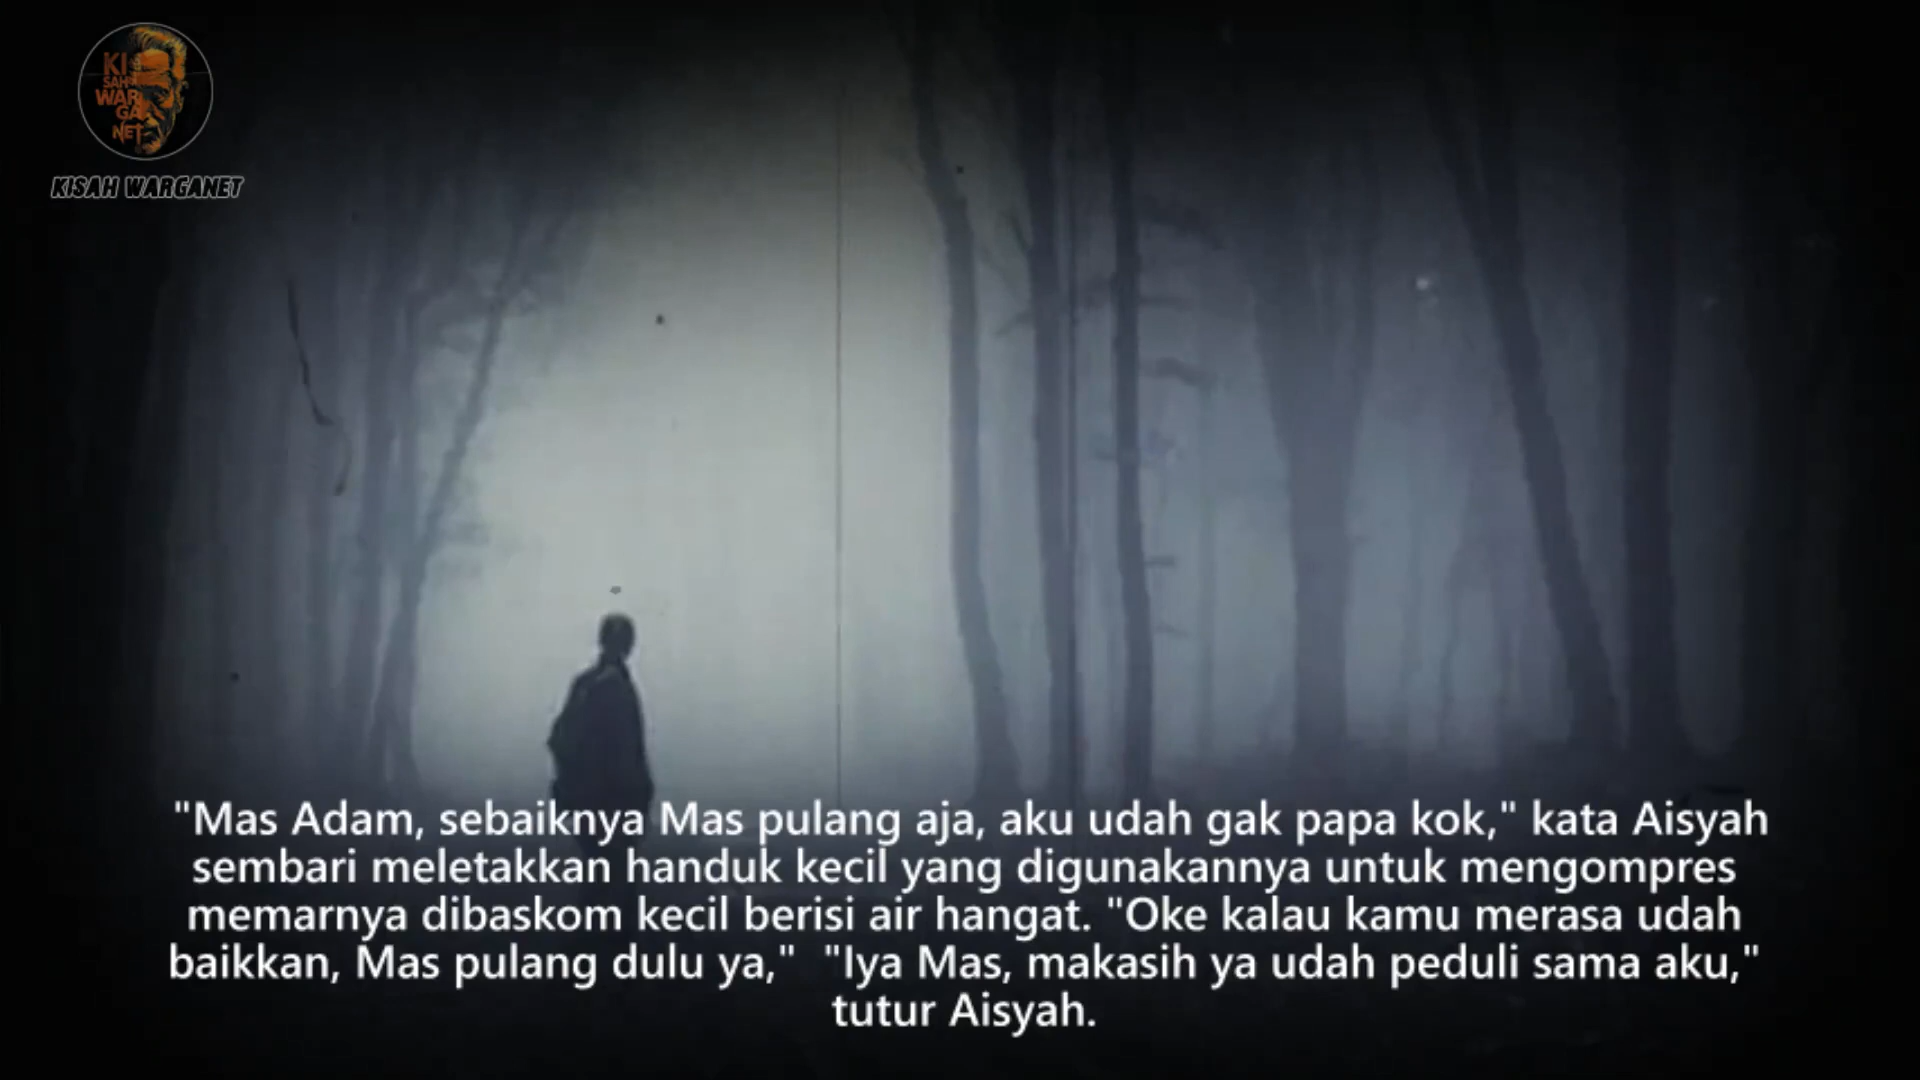 KI
SAH
WAR
GA
NET
KISAH WARGANET
"Mas Adam, sebaiknya Mas pulang aja, aku udah gak papa kok," kata Aisyah
sembari meletakkan handuk kecil yang digunakannya untuk mengompres
memarnya dibaskom kecil berisi air hangat. "Oke kalau kamu merasa udah
baikkan, Mas pulang dulu ya,"  "Iya Mas, makasih ya udah peduli sama aku,"
tutur Aisyah.